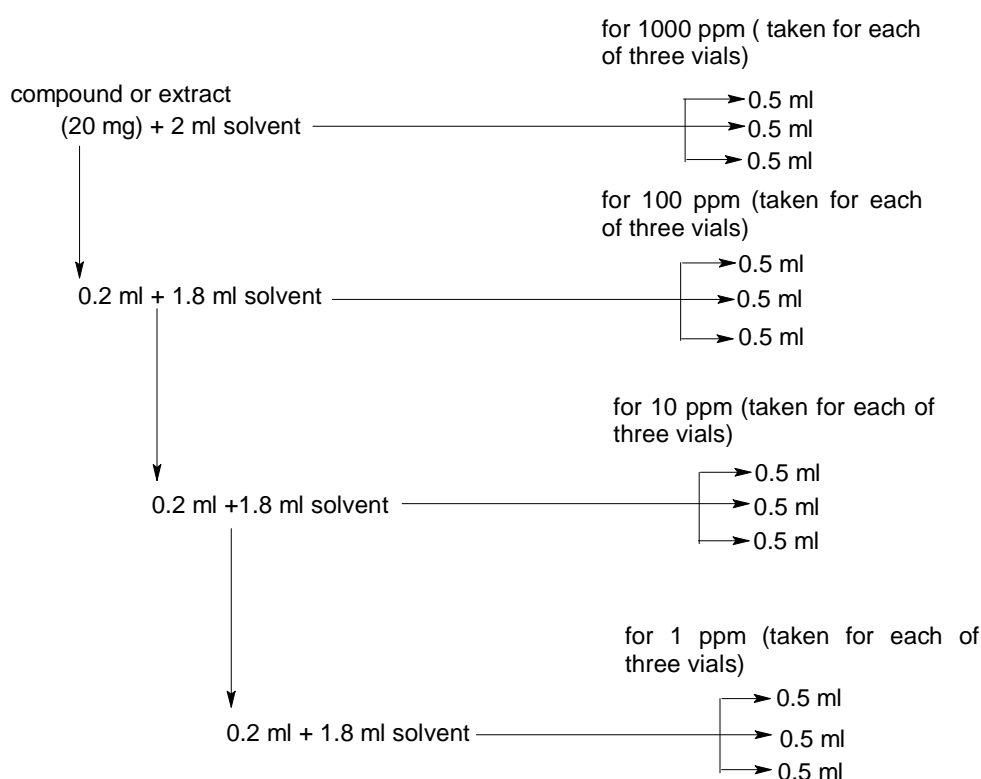 for 1000 ppm ( taken for each
of three vials)
compound or extract
(20 mg) + 2 ml solvent
0.5 ml
0.5 ml
0.5 ml
for 100 ppm (taken for each
of three vials)
0.2 ml + 1.8 ml solvent
0.5 ml
0.5 ml
0.5 ml
for 10 ppm (taken for each of
three vials)
0.2 ml +1.8 ml solvent
0.5 ml
0.5 ml
0.5 ml
for 1 ppm (taken for each of
three vials)
0.2 ml + 1.8 ml solvent
0.5 ml
0.5 ml
0.5 ml